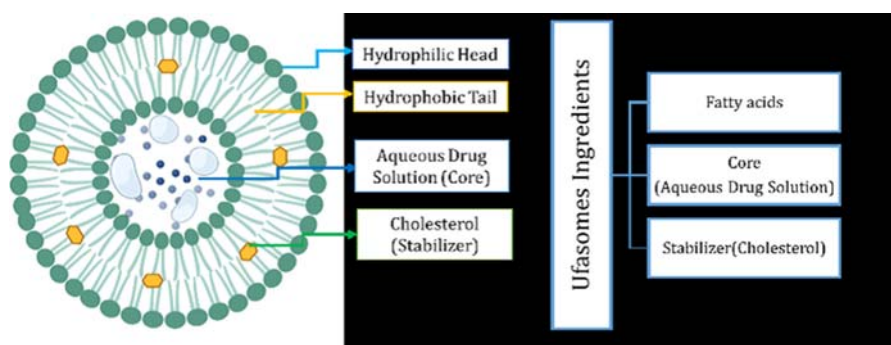 Hydrophilic Head
Hydrophobic Tail
Aqueous Drug
Solution (Core)
Cholesterol
(Stabilizer)
Ufasomes Ingredients
Fatty acids
Core
(Aqueous Drug Solution)
Stabilizer(Cholesterol)